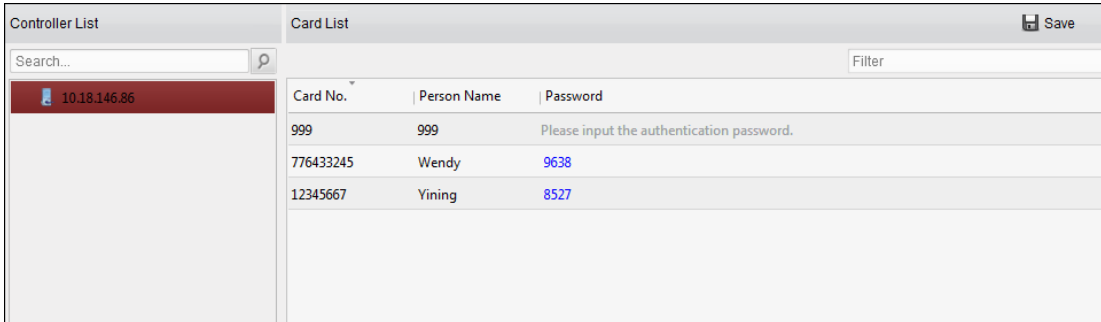 Controller List Card List Save
Search... Filter
10.18.146.86 Card No. Person Name Password
999 999 Please input the authentication password.
776433245 Wendy 9638
12345667 Yining 8527